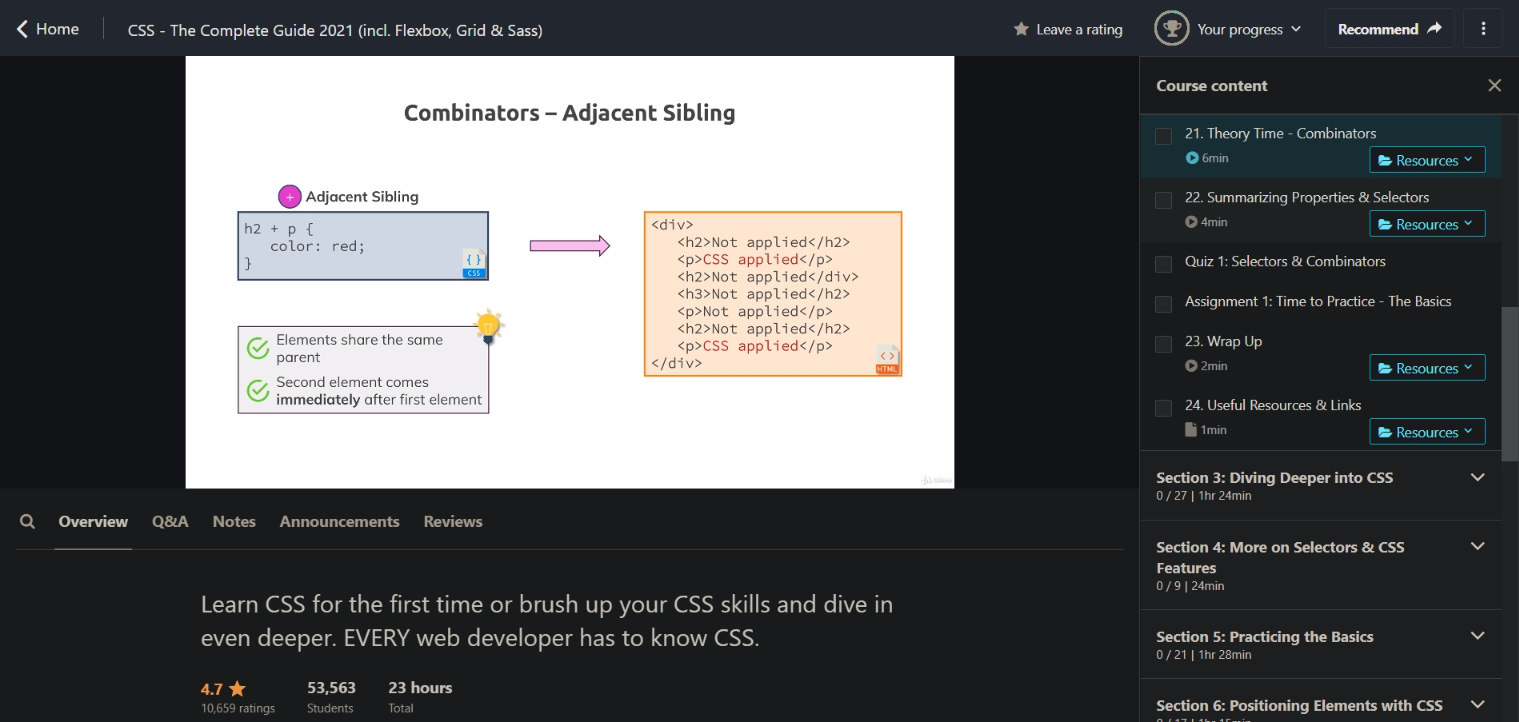 Home
CSS - The Complete Guide 2021 (incl. Flexbox, Grid & Sass)
Leave a rating
Your progress
Recommend
Combinators – Adjacent Sibling
+ Adjacent Sibling
h2 + p {
color: red;
}
{ }
CSS
Elements share the same
parent
Second element comes
immediately after first element
<div>
<h2>Not applied</h2>
<p>CSS applied</p>
<h2>Not applied</div>
<h3>Not applied</h2>
<p>Not applied</p>
<h2>Not applied</h2>
<p>CSS applied</p>
</div>
<>
HTML
Course content
21. Theory Time - Combinators
6min
Resources
22. Summarizing Properties & Selectors
4min
Resources
Quiz 1: Selectors & Combinators
Assignment 1: Time to Practice - The Basics
23. Wrap Up
2min
Resources
24. Useful Resources & Links
1min
Resources
Section 3: Diving Deeper into CSS
0 / 27 | 1hr 24min
Section 4: More on Selectors & CSS
Features
0 / 9 | 24min
Section 5: Practicing the Basics
0 / 21 | 1hr 28min
Section 6: Positioning Elements with CSS
Overview
Q&A
Notes
Announcements
Reviews
Learn CSS for the first time or brush up your CSS skills and dive in
even deeper. EVERY web developer has to know CSS.
4.7
10,659 ratings
53,563
Students
23 hours
Total